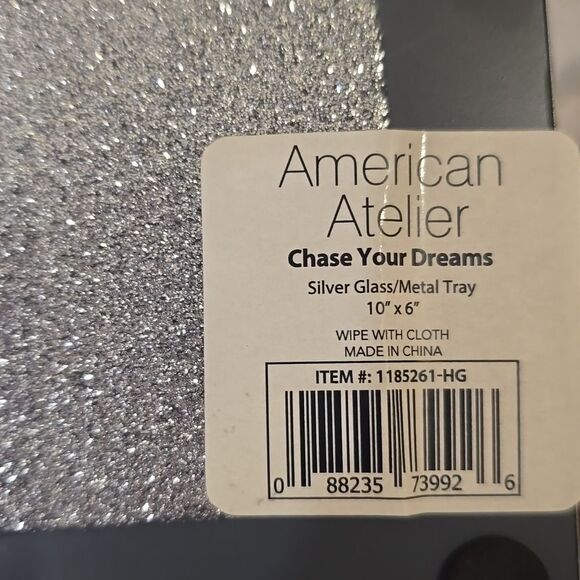 American
Atelier
Chase Your Dreams
Silver Glass/Metal Tray
10" x 6"
WIPE WITH CLOTH
MADE IN CHINA
ITEM #: 1185261-HG
0 88235 73992 6